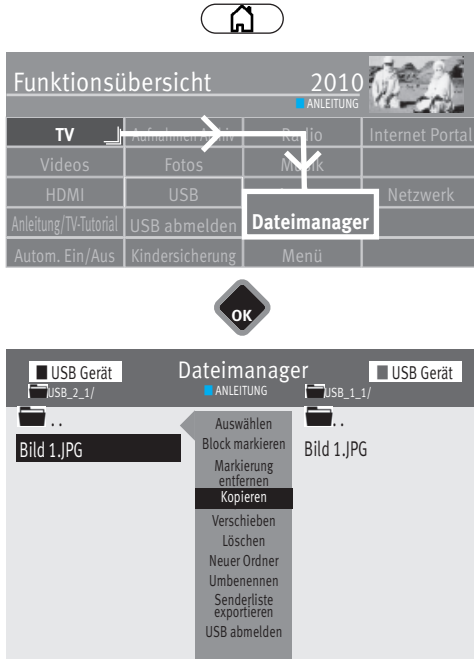 Funktionsübersicht 2010
ANLEITUNG
TV Aufnahmen Archiv Radio Internet Portal
Videos Fotos Musik
HDMI USB Netzwerk
Anleitung/TV-Tutorial USB abmelden Dateimanager
Autom. Ein/Aus Kindersicherung Menü
OK
USB Gerät Dateimanager USB Gerät
USB_2_1/ ANLEITUNG USB_1_1/
. . . .
Bild 1.JPG Bild 1.JPG
Auswählen
Block markieren
Markierung
entfernen
Kopieren
Verschieben
Löschen
Neuer Ordner
Umbenennen
Senderliste
exportieren
USB abmelden